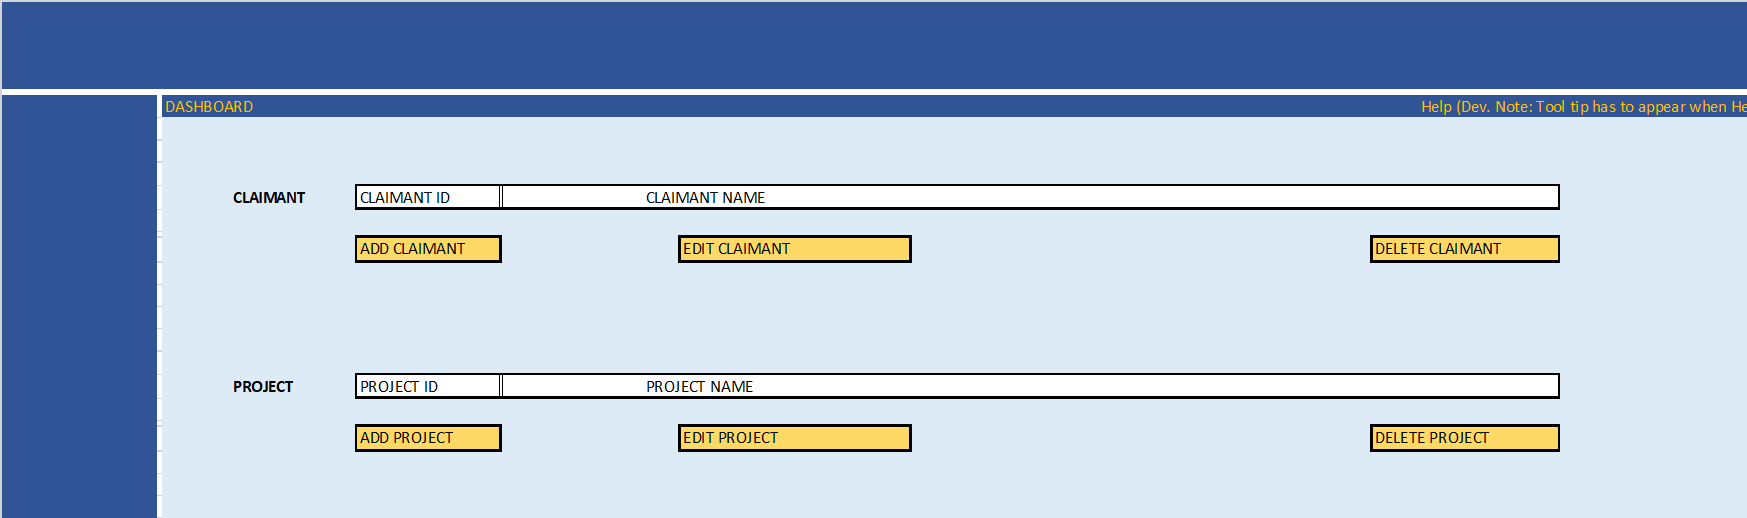 DASHBOARD Help (Dev. Note: Tool tip has to appear when He
CLAIMANT CLAIMANT ID CLAIMANT NAME
ADD CLAIMANT EDIT CLAIMANT DELETE CLAIMANT
PROJECT PROJECT ID PROJECT NAME
ADD PROJECT EDIT PROJECT DELETE PROJECT